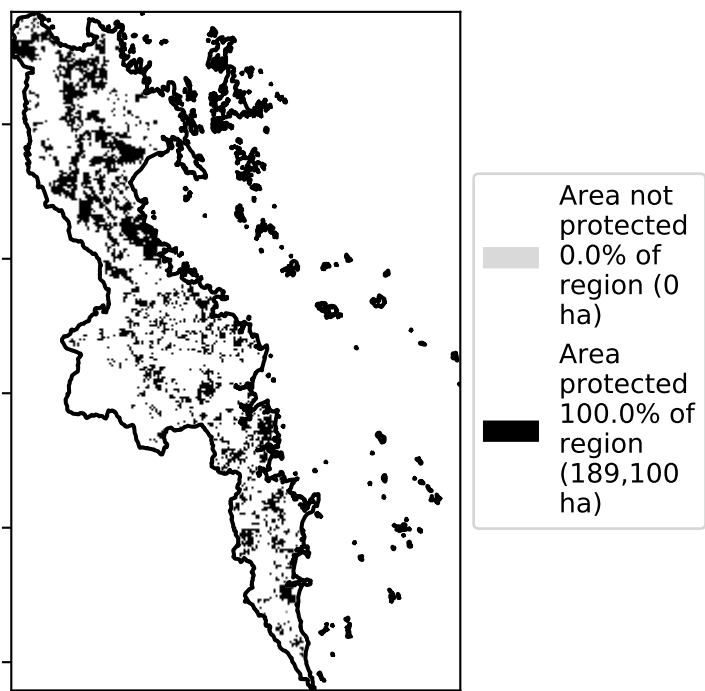 Area not
protected
0.0% of
region (0
ha)
Area
protected
100.0% of
region
(189,100
ha)